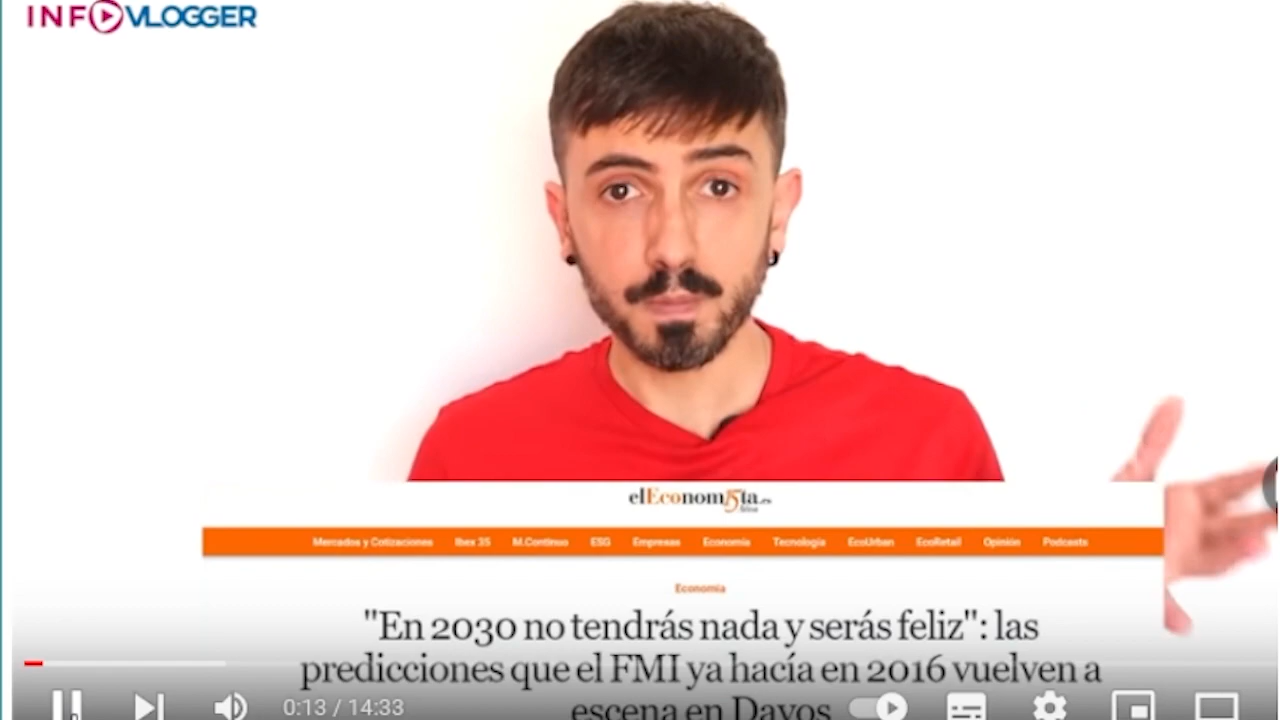 INFOVLOGGER
elEconomista.es
Mercados y Cotizaciones Ibex 35 M.Continuo ESG Empresas Economía Tecnología EcoUrban EcoRetail Opinión Podcasts
Economía
"En 2030 no tendrás nada y serás feliz": las
predicciones que el FMI ya hacía en 2016 vuelven a
escena en Davos
0:13 / 14:33